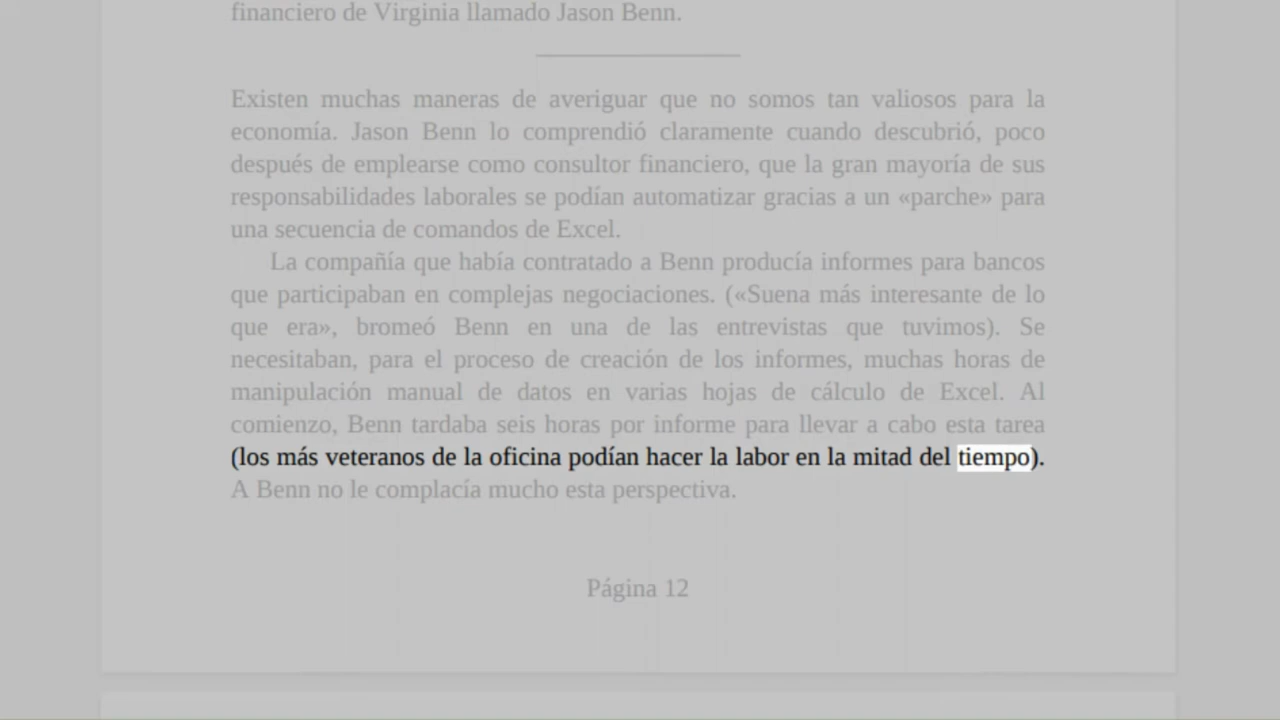 financiero de Virginia llamado Jason Benn.
Existen muchas maneras de averiguar que no somos tan valiosos para la
economía. Jason Benn lo comprendió claramente cuando descubrió, poco
después de emplearse como consultor financiero, que la gran mayoría de sus
responsabilidades laborales se podían automatizar gracias a un «parche» para
una secuencia de comandos de Excel.
La compañía que había contratado a Benn producía informes para bancos
que participaban en complejas negociaciones. («Suena más interesante de lo
que era», bromeó Benn en una de las entrevistas que tuvimos). Se
necesitaban, para el proceso de creación de los informes, muchas horas de
manipulación manual de datos en varias hojas de cálculo de Excel. Al
comienzo, Benn tardaba seis horas por informe para llevar a cabo esta tarea
(los más veteranos de la oficina podían hacer la labor en la mitad del tiempo).
A Benn no le complacía mucho esta perspectiva.
Página 12